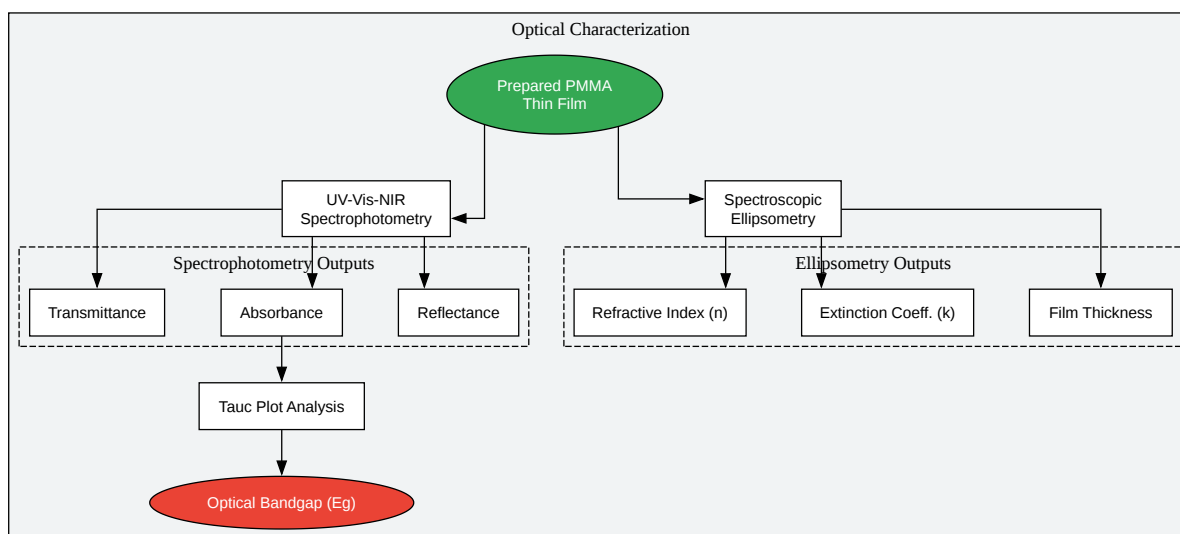 Optical Characterization
Prepared PMMA
Thin Film
UV-Vis-NIR
Spectrophotometry
Spectroscopic
Ellipsometry
Spectrophotometry Outputs
Ellipsometry Outputs
Transmittance
Absorbance
Reflectance
Refractive Index (n)
Extinction Coeff. (k)
Film Thickness
Tauc Plot Analysis
Optical Bandgap (Eg)